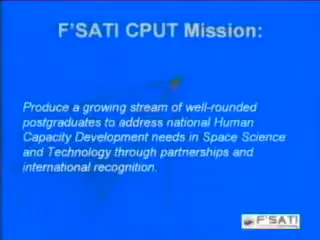 F'SATI CPUT Mission:
Produce a growing stream of well-rounded
postgraduates to address national Human
Capacity Development needs in Space Science
and Technology through partnerships and
international recognition.
F'SATI